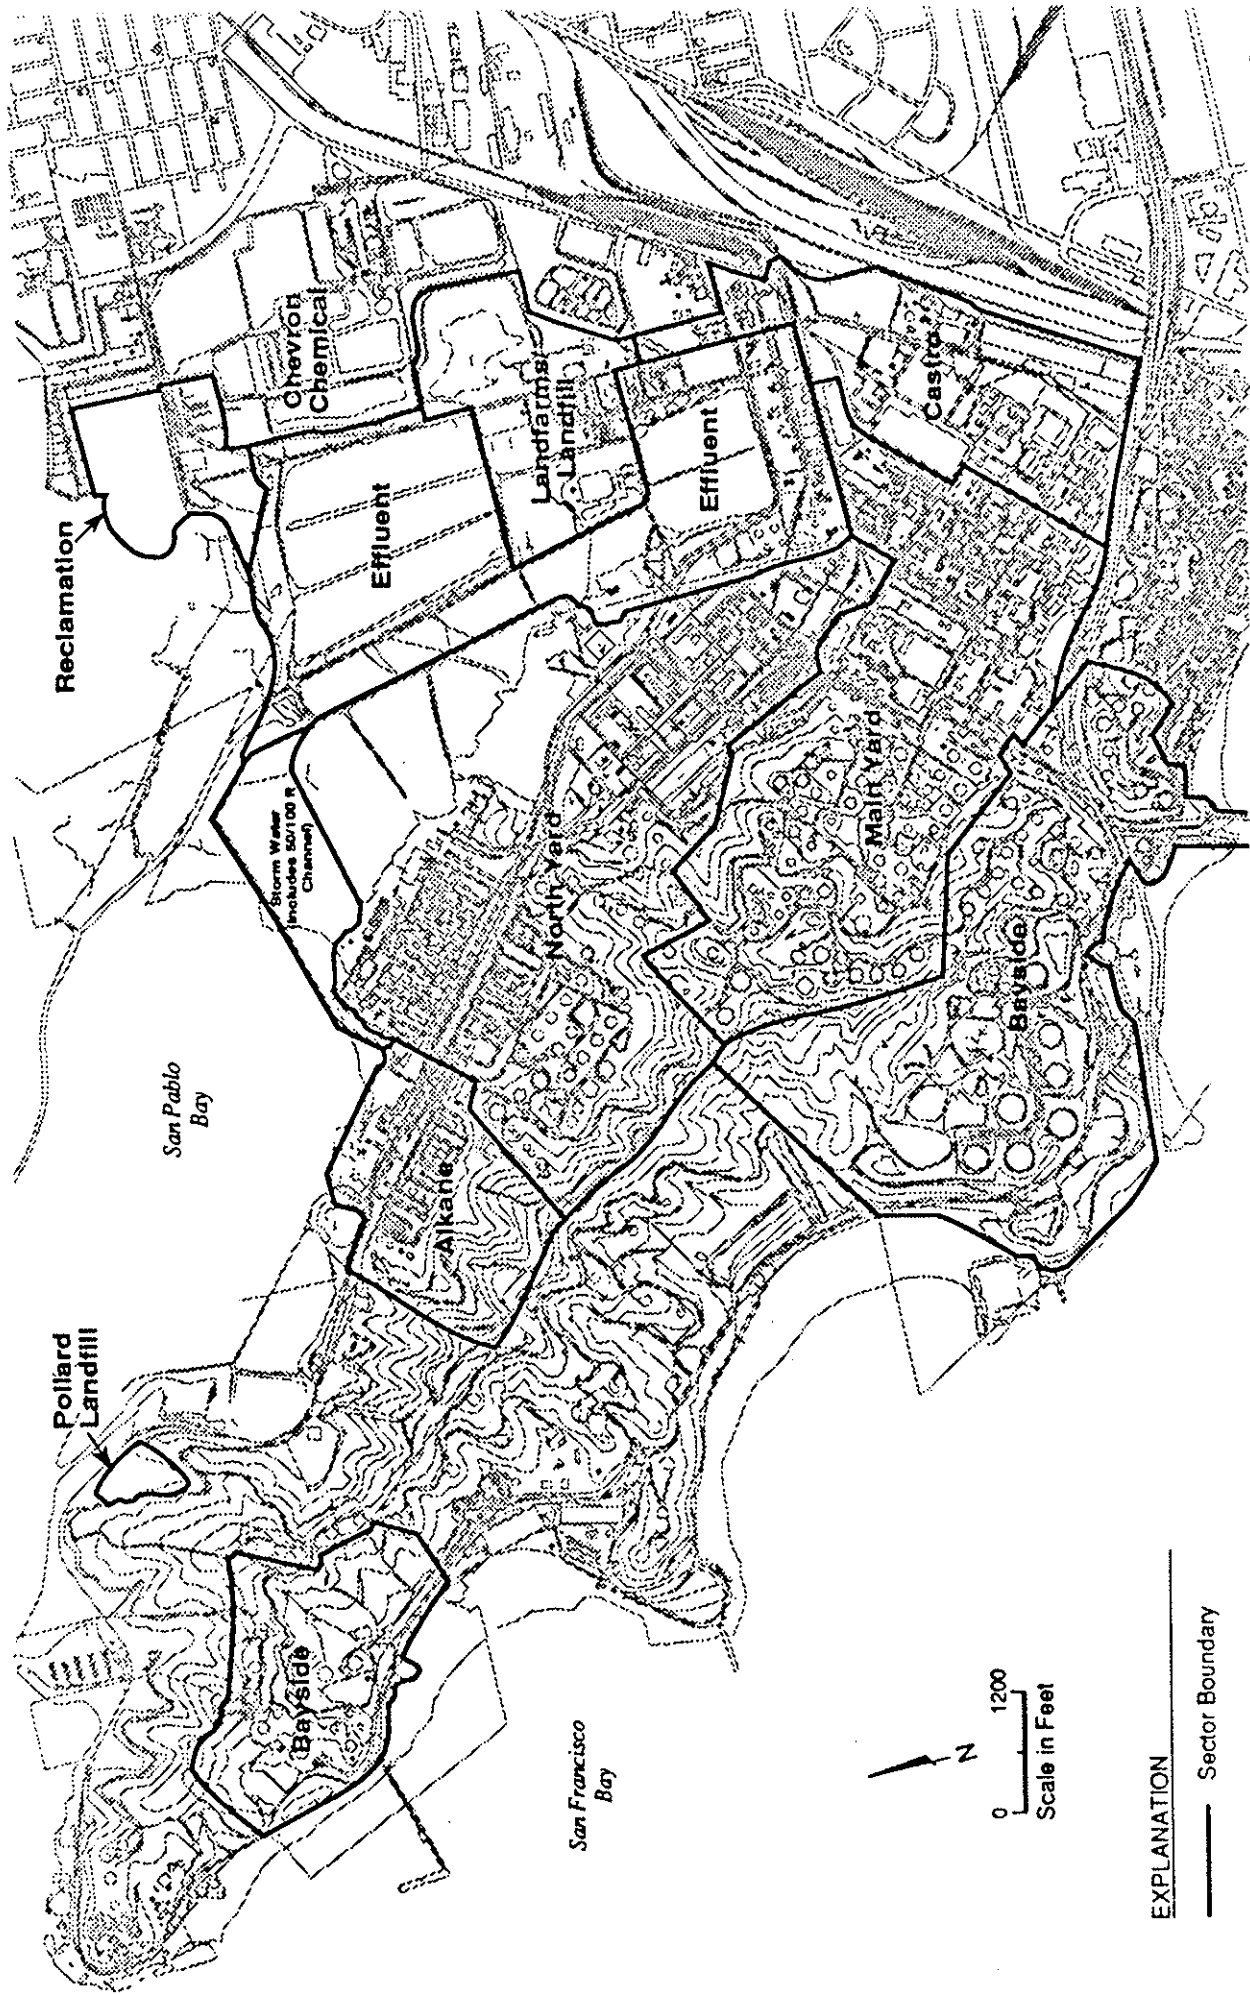 Reclamation
Chevron
Chemical
Effluent
Landfarms/
Landfill
Effluent
Castro
Storm Water
(includes 50/100 ft
Channel)
North Yard
Main Yard
Bayside
San Pablo
Bay
Alkane
Pollard
Landfill
Bayside
San Francisco
Bay
N
0 1200
Scale in Feet
EXPLANATION
Sector Boundary